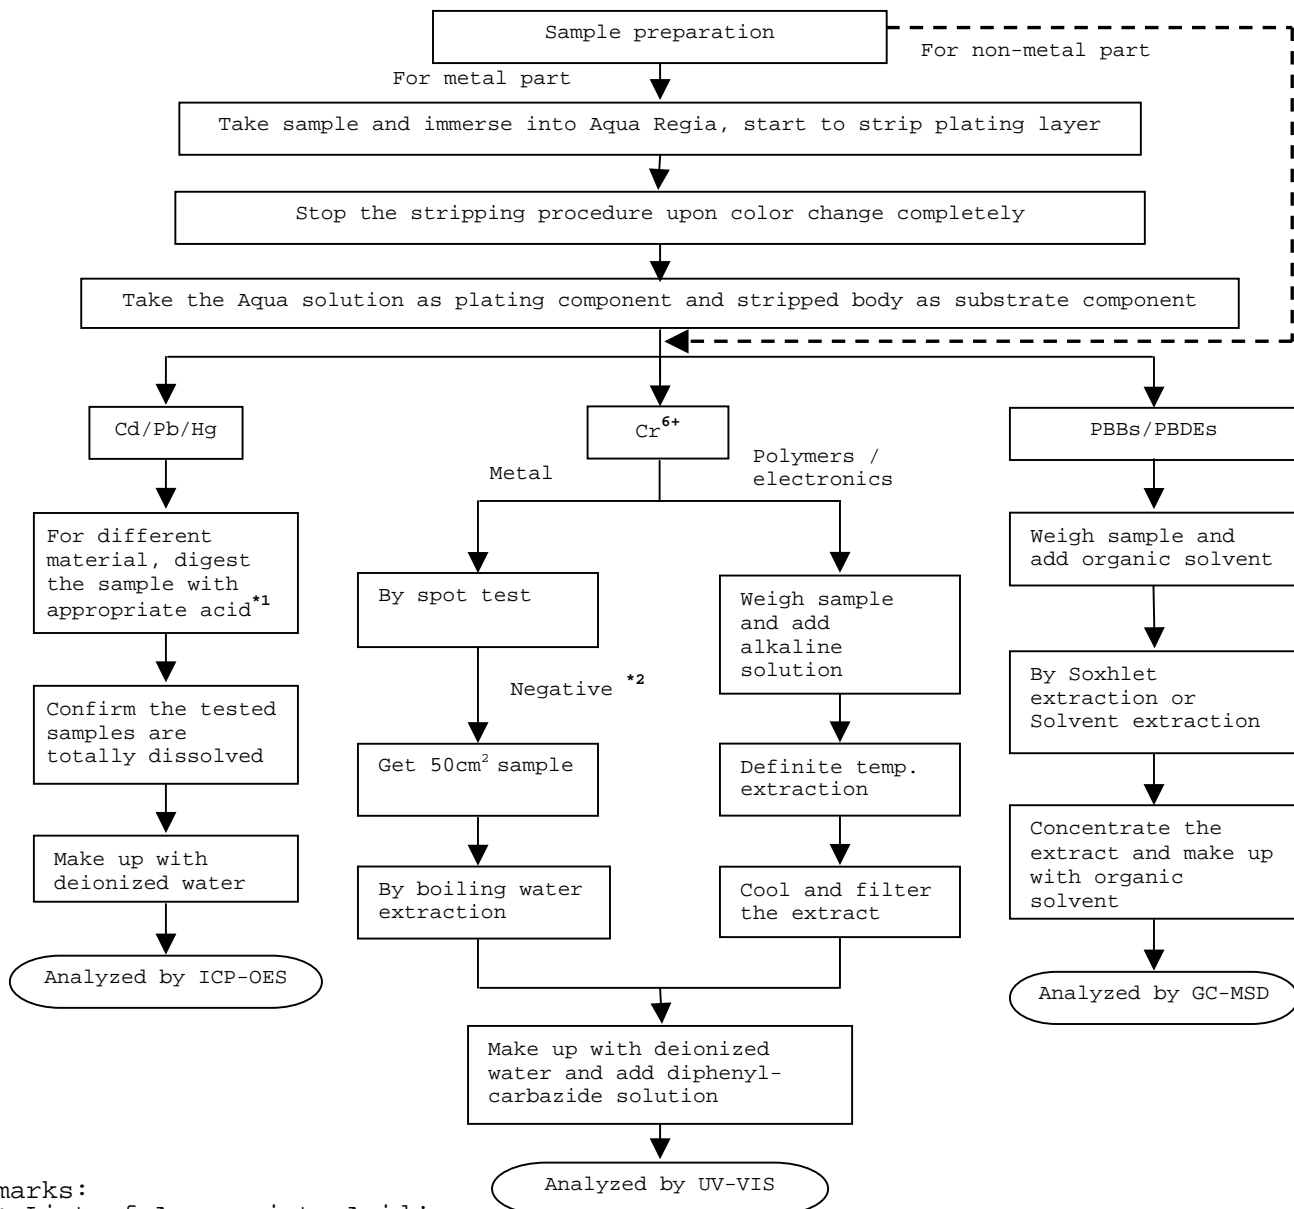 Sample preparation
For non-metal part
For metal part
Take sample and immerse into Aqua Regia, start to strip plating layer
Stop the stripping procedure upon color change completely
Take the Aqua solution as plating component and stripped body as substrate component
Cd/Pb/Hg
For different
material, digest
the sample with
appropriate acid*1
Confirm the tested
samples are
totally dissolved
Make up with
deionized water
Analyzed by ICP-OES
Cr6+
Metal
By spot test
Negative *2
Get 50cm2 sample
By boiling water
extraction
Polymers /
electronics
Weigh sample
and add
alkaline
solution
Definite temp.
extraction
Cool and filter
the extract
Make up with deionized
water and add diphenyl-
carbazide solution
Analyzed by UV-VIS
PBBs/PBDEs
Weigh sample and
add organic solvent
By Soxhlet
extraction or
Solvent extraction
Concentrate the
extract and make up
with organic
solvent
Analyzed by GC-MSD
marks: